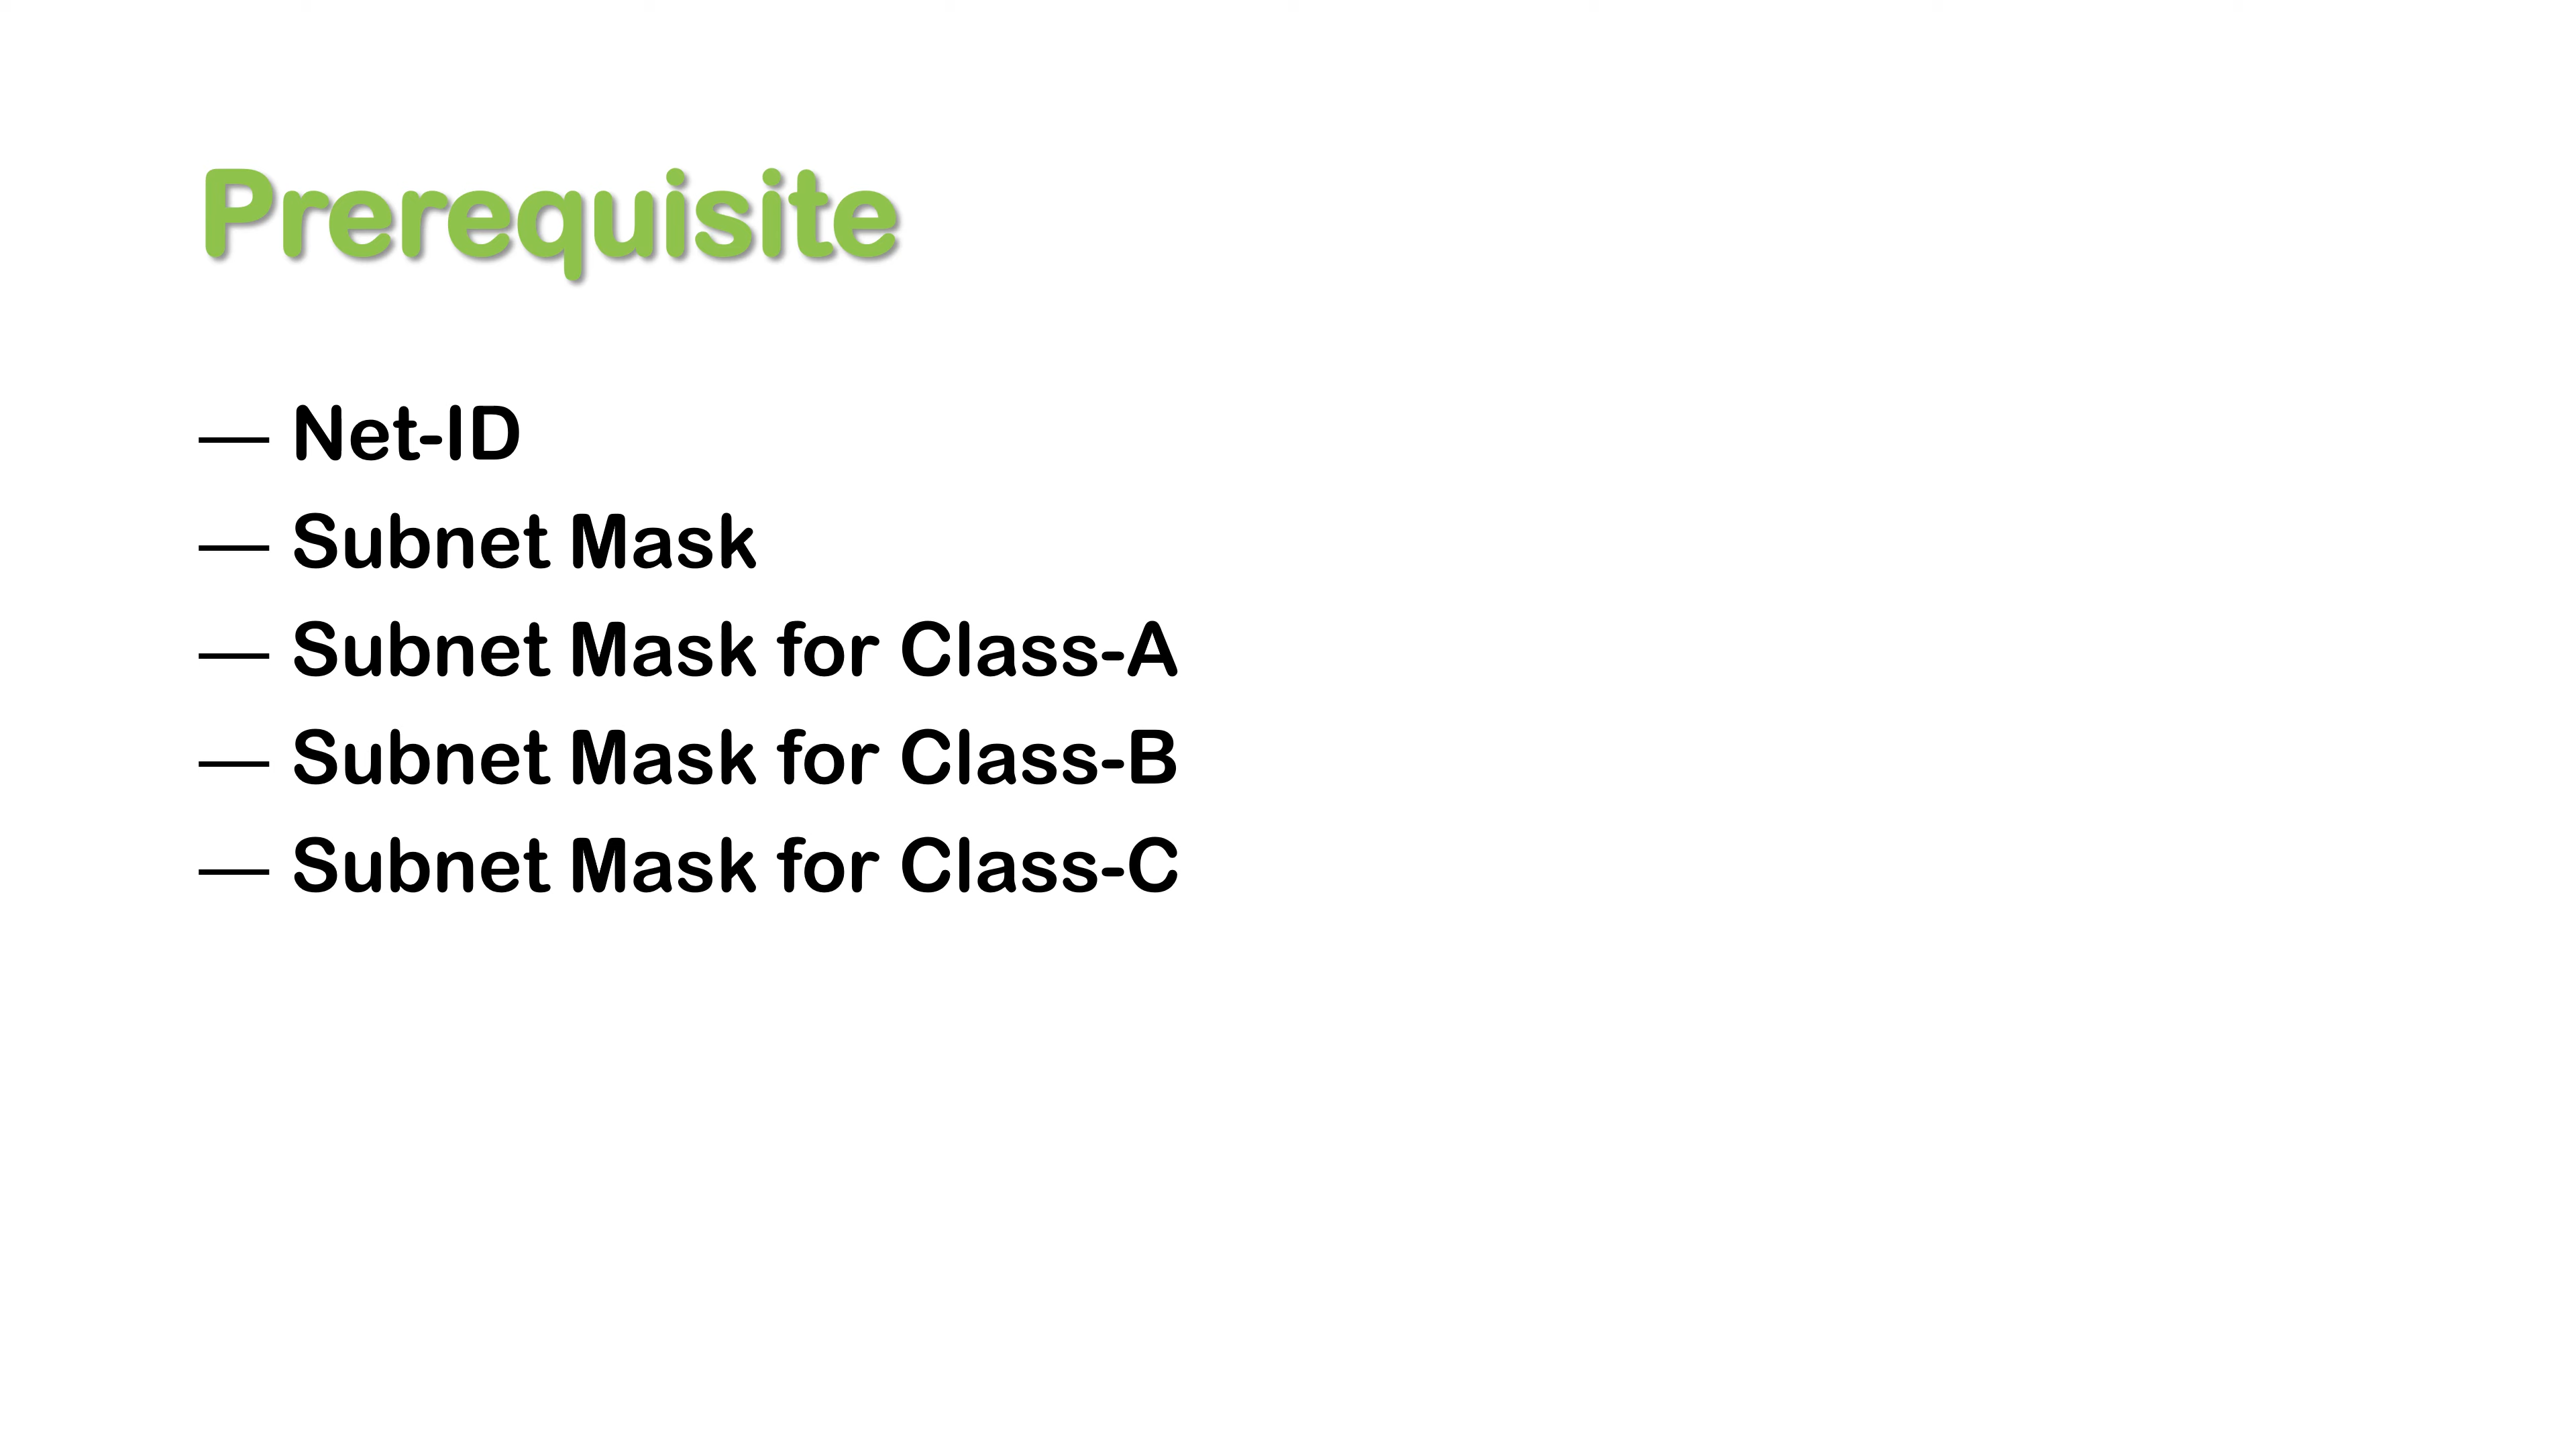 Prerequisite
— Net-ID
— Subnet Mask
— Subnet Mask for Class-A
— Subnet Mask for Class-B
— Subnet Mask for Class-C